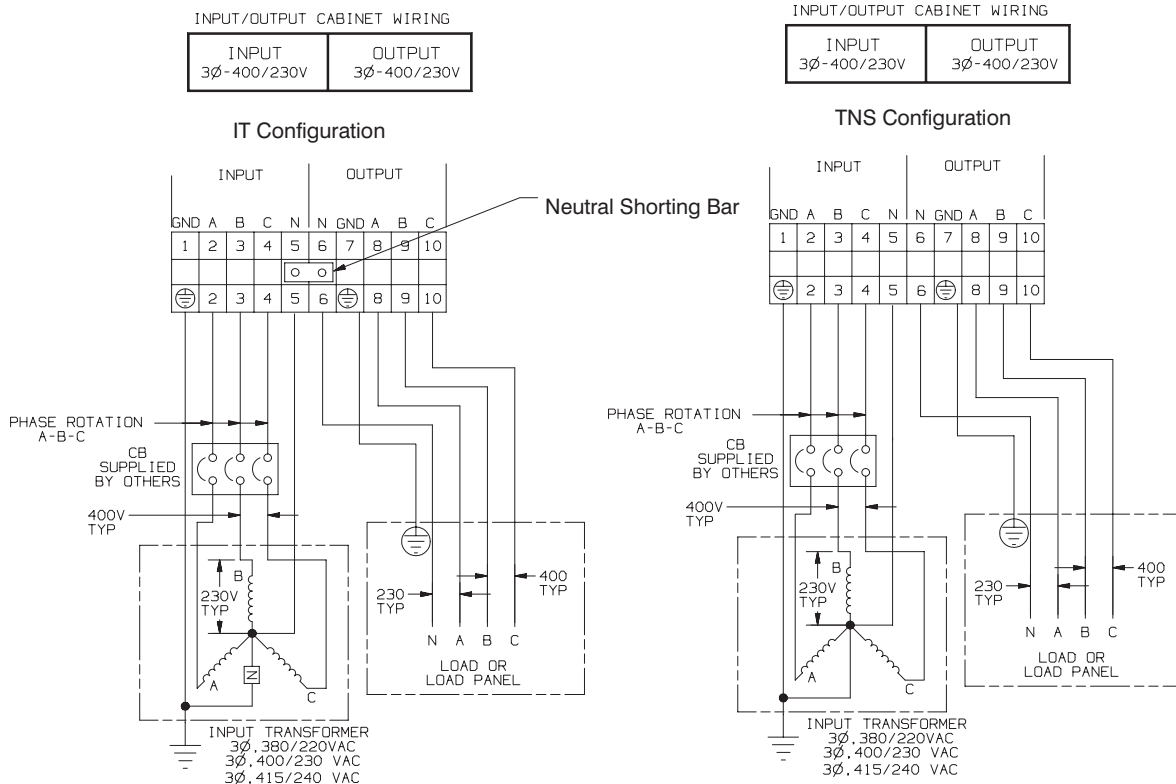 INPUT/OUTPUT CABINET WIRING
INPUT
3Ø-400/230V
OUTPUT
3Ø-400/230V
IT Configuration
INPUT
OUTPUT
GND A B C N N GND A B C
1 2 3 4 5 6 7 8 9 10
2 3 4 5 6 8 9 10
Neutral Shorting Bar
PHASE ROTATION
A-B-C
CB
SUPPLIED
BY OTHERS
400V
TYP
B
230V
TYP
A
Z
C
230
TYP
400
TYP
N A B C
LOAD OR
LOAD PANEL
INPUT TRANSFORMER
3Ø,380/220VAC
3Ø,400/230 VAC
3Ø,415/240 VAC
INPUT/OUTPUT CABINET WIRING
INPUT
3Ø-400/230V
OUTPUT
3Ø-400/230V
TNS Configuration
INPUT
OUTPUT
GND A B C N N GND A B C
1 2 3 4 5 6 7 8 9 10
2 3 4 5 6 8 9 10
PHASE ROTATION
A-B-C
CB
SUPPLIED
BY OTHERS
400V
TYP
B
230V
TYP
A
C
230
TYP
400
TYP
N A B C
LOAD OR
LOAD PANEL
INPUT TRANSFORMER
3Ø,380/220VAC
3Ø,400/230 VAC
3Ø,415/240 VAC